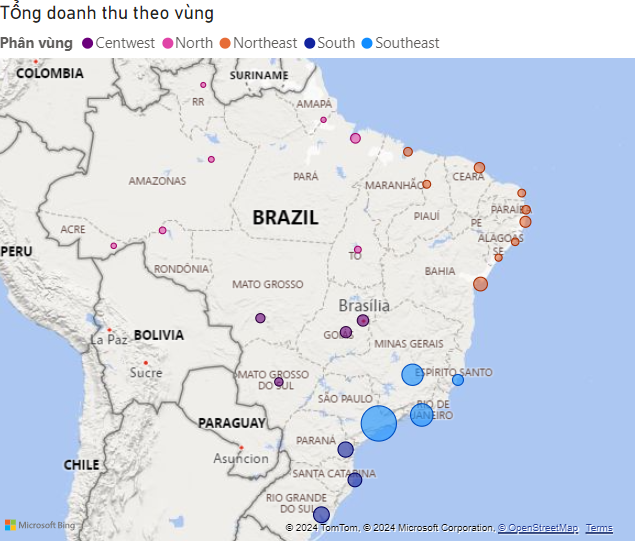 Tổng doanh thu theo vùng
Phân vùng Centwest North Northeast South Southeast
COLOMBIA
SURINAME
RR
AMAPÁ
AMAZONAS
PARÁ
MARANHÃO
CEARÁ
BRAZIL
PIAUÍ
PARAÍBA
PE
ALAGOAS
SE
ACRE
PERU
RONDÔNIA
TO
BAHIA
MATO GROSSO
Brasília
BOLIVIA
La Paz
GOIÁS
MINAS GERAIS
Sucre
MATO GROSSO
DO SUL
ESPÍRITO SANTO
SÃO PAULO
RIO DE
JANEIRO
PARAGUAY
PARANÁ
Asuncion
CHILE
SANTA CATARINA
RIO GRANDE
DO SUL
Microsoft Bing
© 2024 TomTom, © 2024 Microsoft Corporation, © OpenStreetMap Terms